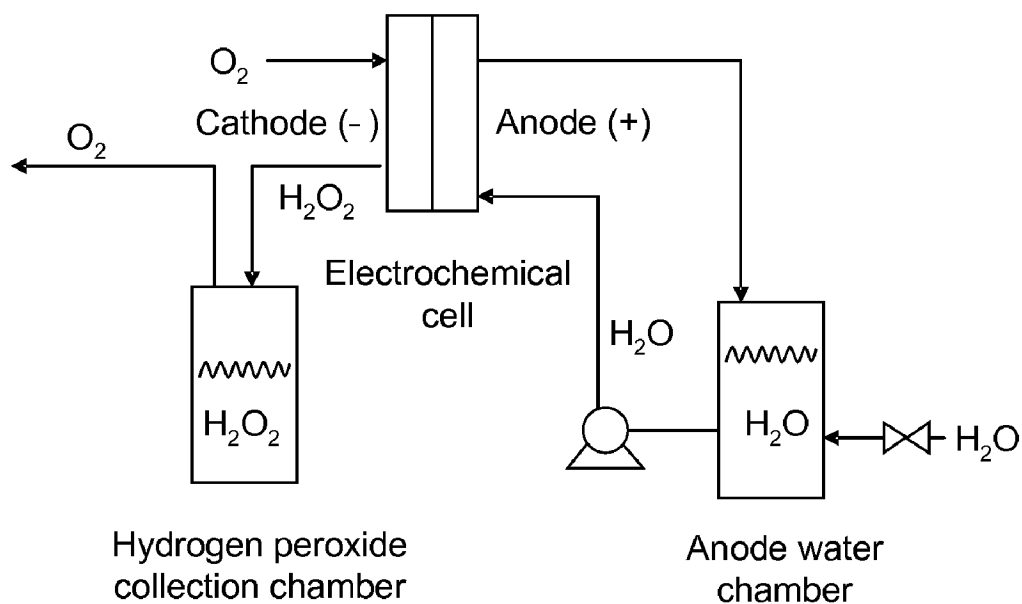 O₂
Cathode (-)
Anode (+)
O₂
H₂O₂
Electrochemical
cell
H₂O
H₂O₂
H₂O
H₂O
Hydrogen peroxide
collection chamber
Anode water
chamber